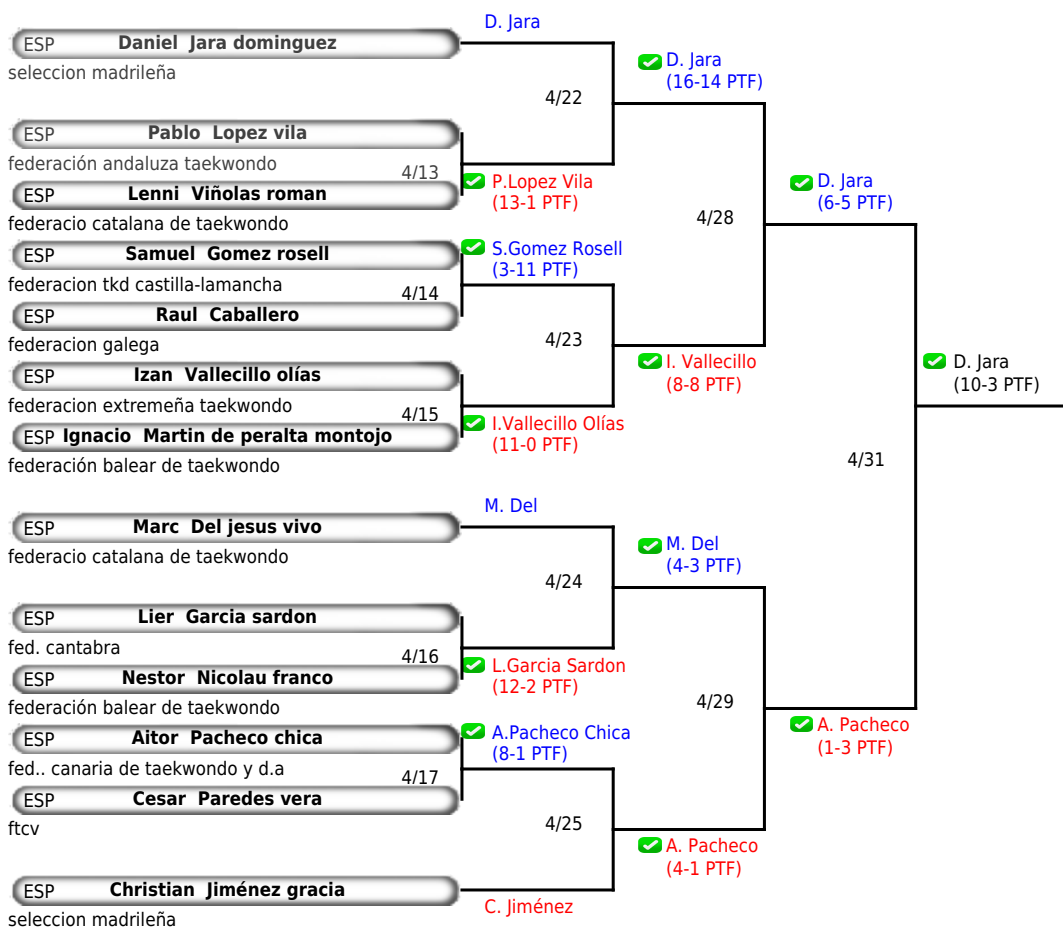 D. Jara
ESP Daniel Jara dominguez
seleccion madrileña
D. Jara
(16-14 PTF)
4/22
ESP Pablo Lopez vila
federación andaluza taekwondo
4/13
P.Lopez Vila
(13-1 PTF)
ESP Lenni Viñolas roman
federacio catalana de taekwondo
D. Jara
(6-5 PTF)
4/28
ESP Samuel Gomez rosell
S.Gomez Rosell
(3-11 PTF)
federacion tkd castilla-lamancha
4/14
ESP Raul Caballero
federacion galega
4/23
I. Vallecillo
(8-8 PTF)
D. Jara
(10-3 PTF)
ESP Izan Vallecillo olías
federacion extremeña taekwondo
4/15
I.Vallecillo Olías
(11-0 PTF)
ESP Ignacio Martin de peralta montojo
federación balear de taekwondo
4/31
M. Del
ESP Marc Del jesus vivo
federacio catalana de taekwondo
M. Del
(4-3 PTF)
4/24
ESP Lier Garcia sardon
fed. cantabra
4/16
L.Garcia Sardon
(12-2 PTF)
ESP Nestor Nicolau franco
federación balear de taekwondo
4/29
A. Pacheco
(1-3 PTF)
ESP Aitor Pacheco chica
A.Pacheco Chica
(8-1 PTF)
fed.. canaria de taekwondo y d.a
4/17
ESP Cesar Paredes vera
ftcv
4/25
A. Pacheco
(4-1 PTF)
ESP Christian Jiménez gracia
C. Jiménez
seleccion madrileña